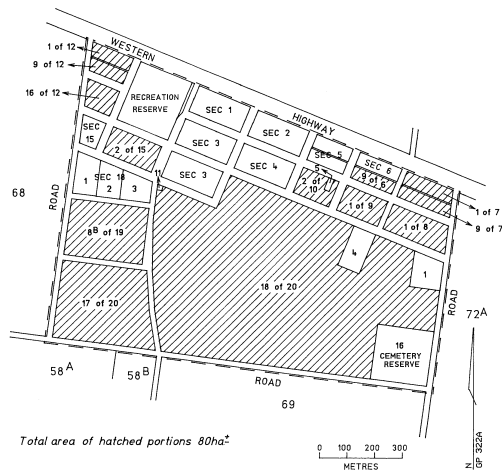 WESTERN
HIGHWAY
1 of 12
9 of 12
16 of 12
RECREATION
RESERVE
SEC 1
SEC 2
SEC 3
SEC 5
SEC 6
9 of 6
SEC
15
2 of 15
SEC 3
SEC 4
5
2 of
10
1 of 9
1 of 8
1 of 7
9 of 7
11
SEC 18
1
2
3
68
ROAD
8B of 19
4
1
18 of 20
17 of 20
72A
ROAD
16
CEMETERY
RESERVE
58A
58B
ROAD
69
Total area of hatched portions 80ha±
0 100 200 300
METRES
N
GP 322A